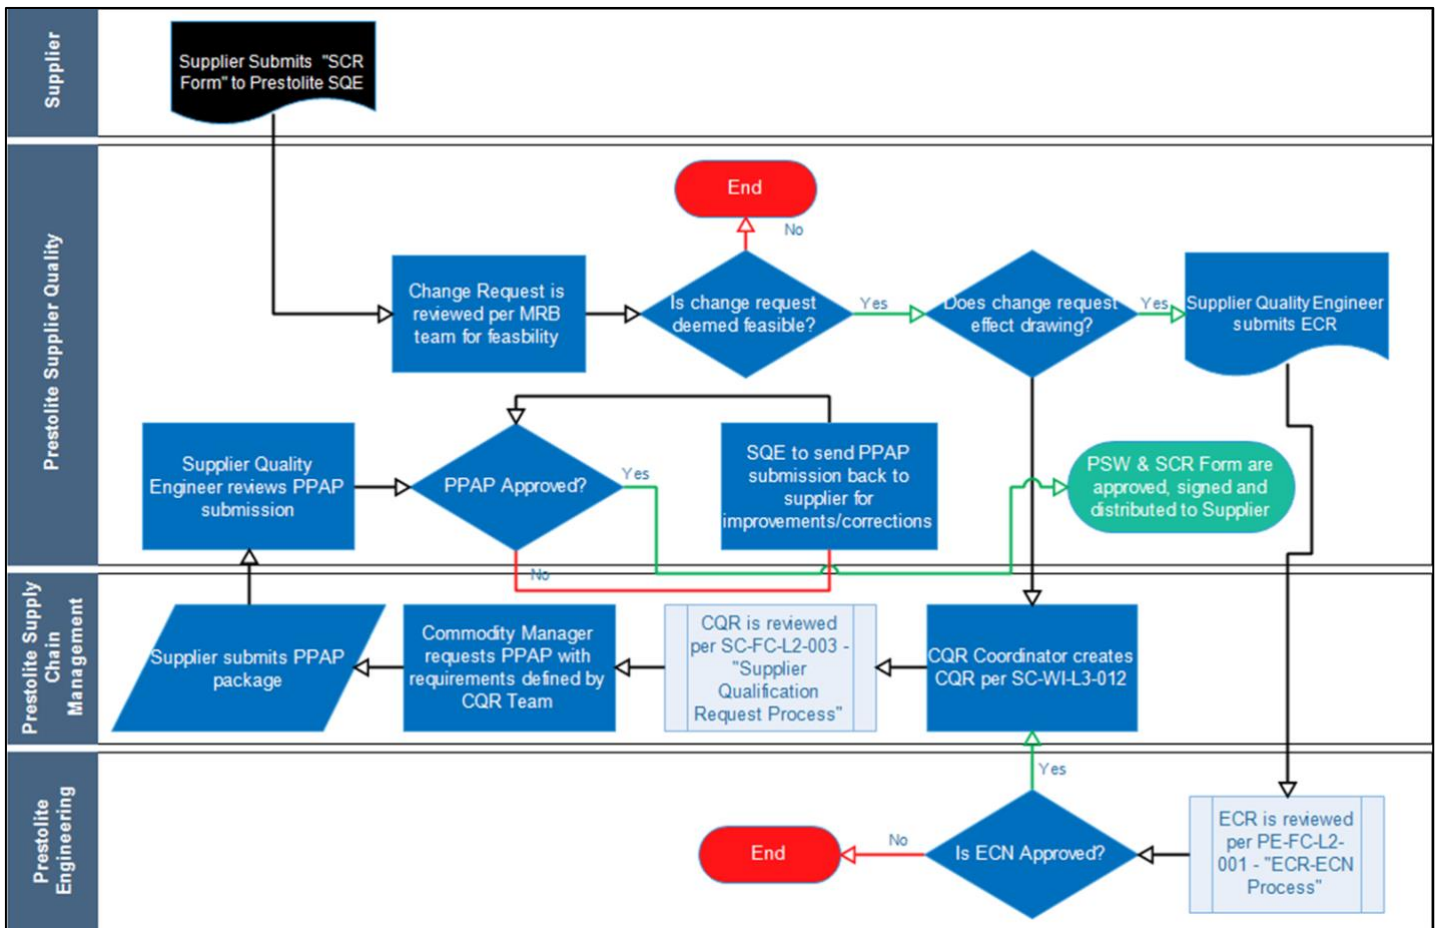 Supplier
Supplier Submits "SCR
Form" to Prestolite SQE
Prestolite Supplier Quality
End
No
Change Request is
reviewed per MRB
team for feasbility
Is change request
deemed feasible?
Yes
Does change request
effect drawing?
Yes
Supplier Quality Engineer
submits ECR
Supplier Quality
Engineer reviews PPAP
submission
PPAP Approved?
Yes
No
SQE to send PPAP
submission back to
supplier for
improvements/corrections
PSW & SCR Form are
approved, signed and
distributed to Supplier
Prestolite Supply
Chain
Management
Supplier submits PPAP
package
Commodity Manager
requests PPAP with
requirements defined by
CQR Team
CQR is reviewed
per SC-FC-L2-003 -
"Supplier
Qualification
Request Process"
CQR Coordinator creates
CQR per SC-WI-L3-012
Prestolite
Engineering
End
No
Is ECN Approved?
Yes
ECR is reviewed
per PE-FC-L2-
001 - "ECR-ECN
Process"